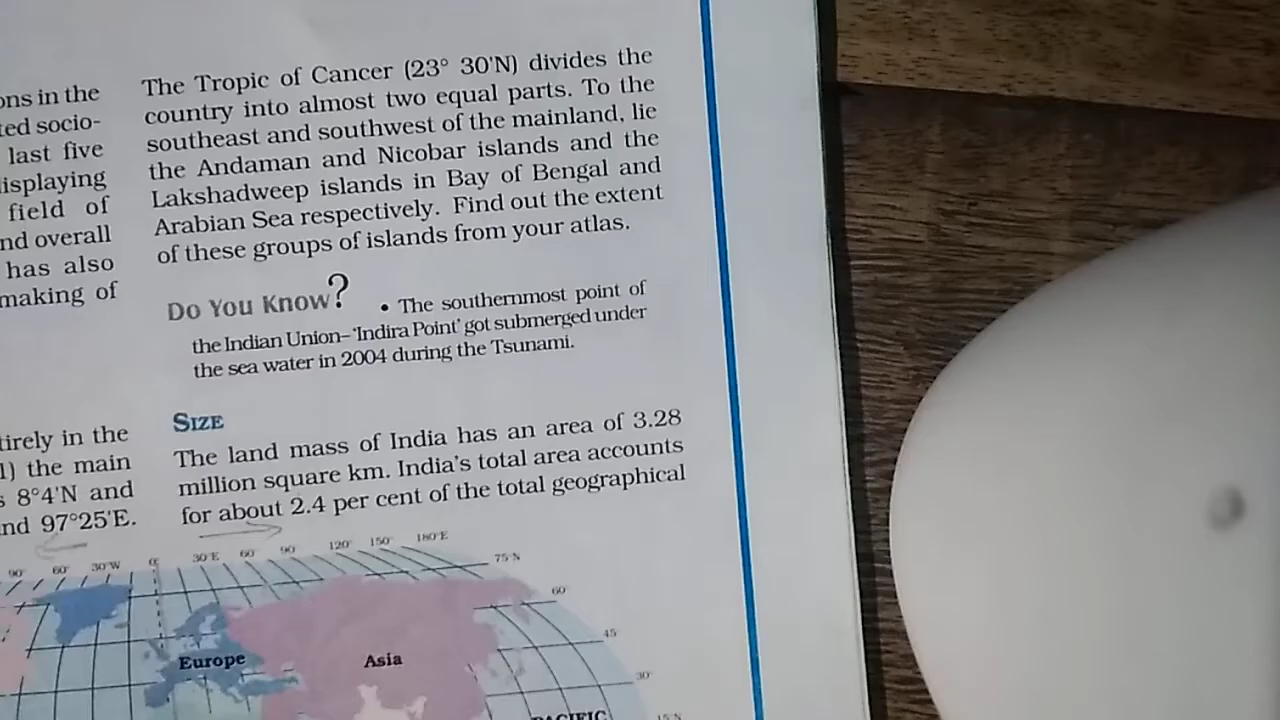 ons in the
ted socio-
last five
isplaying
field of
nd overall
has also
making of
tirely in the
1) the main
s 8°4'N and
nd 97°25'E.
The Tropic of Cancer (23° 30'N) divides the
country into almost two equal parts. To the
southeast and southwest of the mainland, lie
the Andaman and Nicobar islands and the
Lakshadweep islands in Bay of Bengal and
Arabian Sea respectively. Find out the extent
of these groups of islands from your atlas.
Do You Know? • The southernmost point of
the Indian Union–'Indira Point' got submerged under
the sea water in 2004 during the Tsunami.
Size
The land mass of India has an area of 3.28
million square km. India's total area accounts
for about 2.4 per cent of the total geographical
90° 60° 30°W 0° 30°E 60° 90° 120° 150° 180°E
75°N
60°
45°
Europe Asia
30°
PACIFIC 15°N